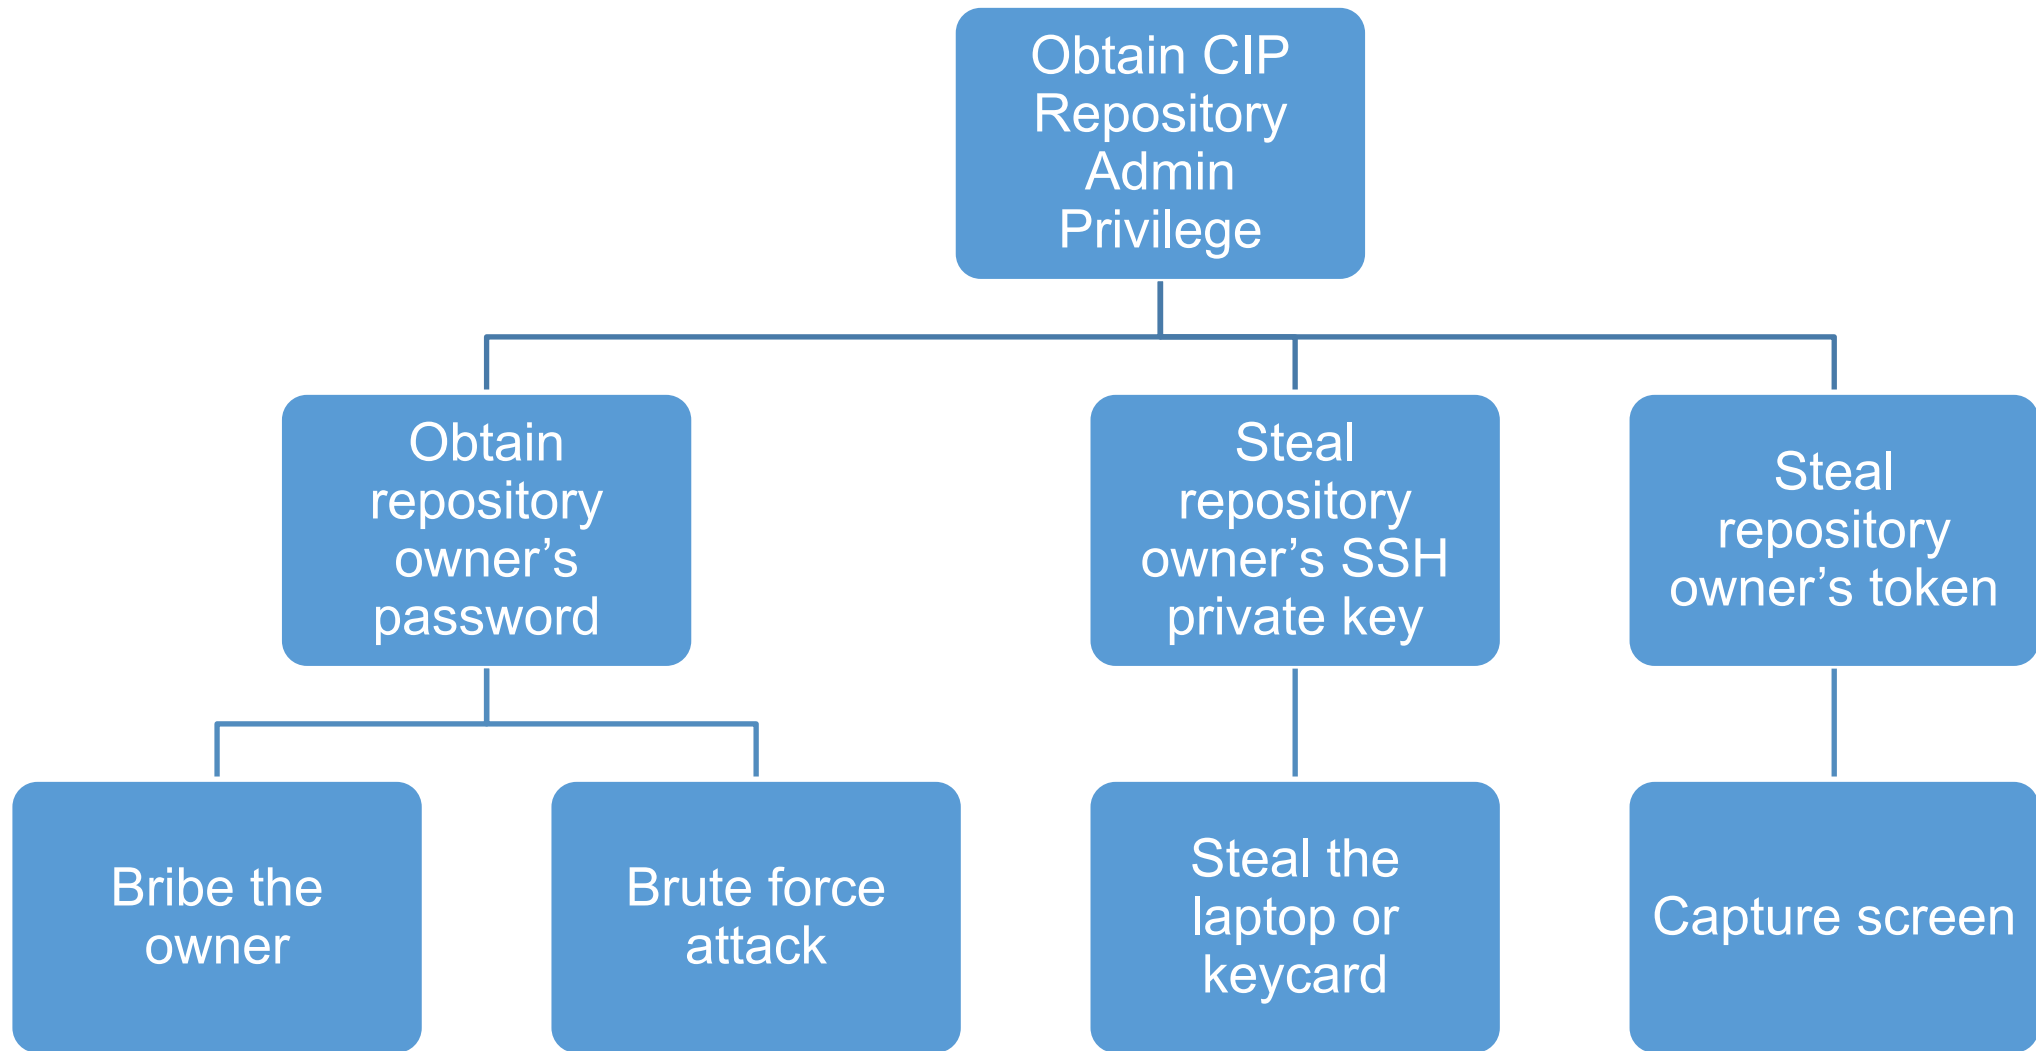 Obtain CIP
Repository
Admin
Privilege
Obtain
repository
owner’s
password
Steal
repository
owner’s SSH
private key
Steal
repository
owner’s token
Bribe the
owner
Brute force
attack
Steal the
laptop or
keycard
Capture screen